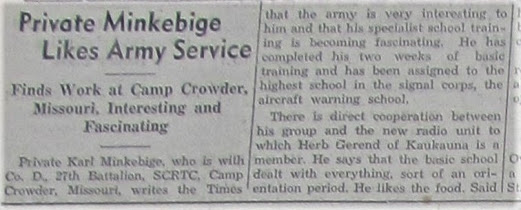 Private Minkebige
Likes Army Service
Finds Work at Camp Crowder,
Missouri, Interesting and
Fascinating
Private Karl Minkebige, who is with
Co. D., 27th Battalion, SCRTC, Camp
Crowder, Missouri, writes the Times
that the army is very interesting to
him and that his specialist school train-
ing is becoming fascinating. He has
completed his two weeks of basic
training and has been assigned to the
highest school in the signal corps, the
aircraft warning school.
There is direct cooperation between
his group and the new radio unit to
which Herb Gerend of Kaukauna is a
member. He says that the basic school
dealt with everything, sort of an ori-
entation period. He likes the food. Said